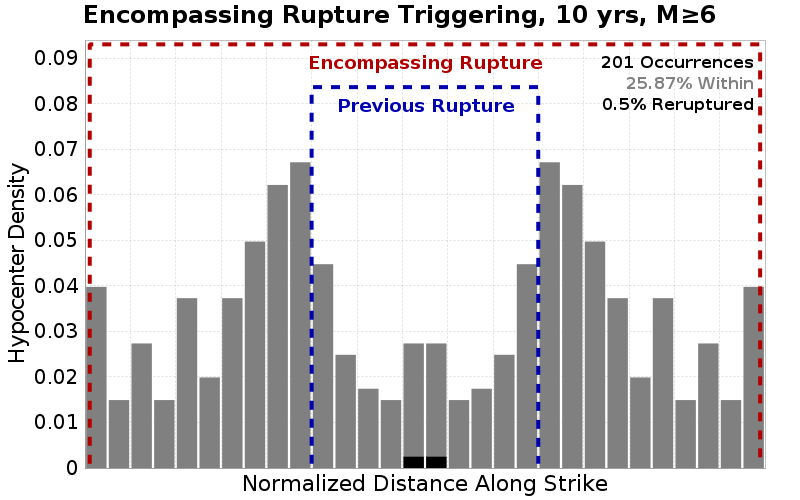 Encompassing Rupture Triggering, 10 yrs, M≥6
Encompassing Rupture
Previous Rupture
201 Occurrences
25.87% Within
0.5% Reruptured
Hypocenter Density
0.09
0.08
0.07
0.06
0.05
0.04
0.03
0.02
0.01
0
Normalized Distance Along Strike